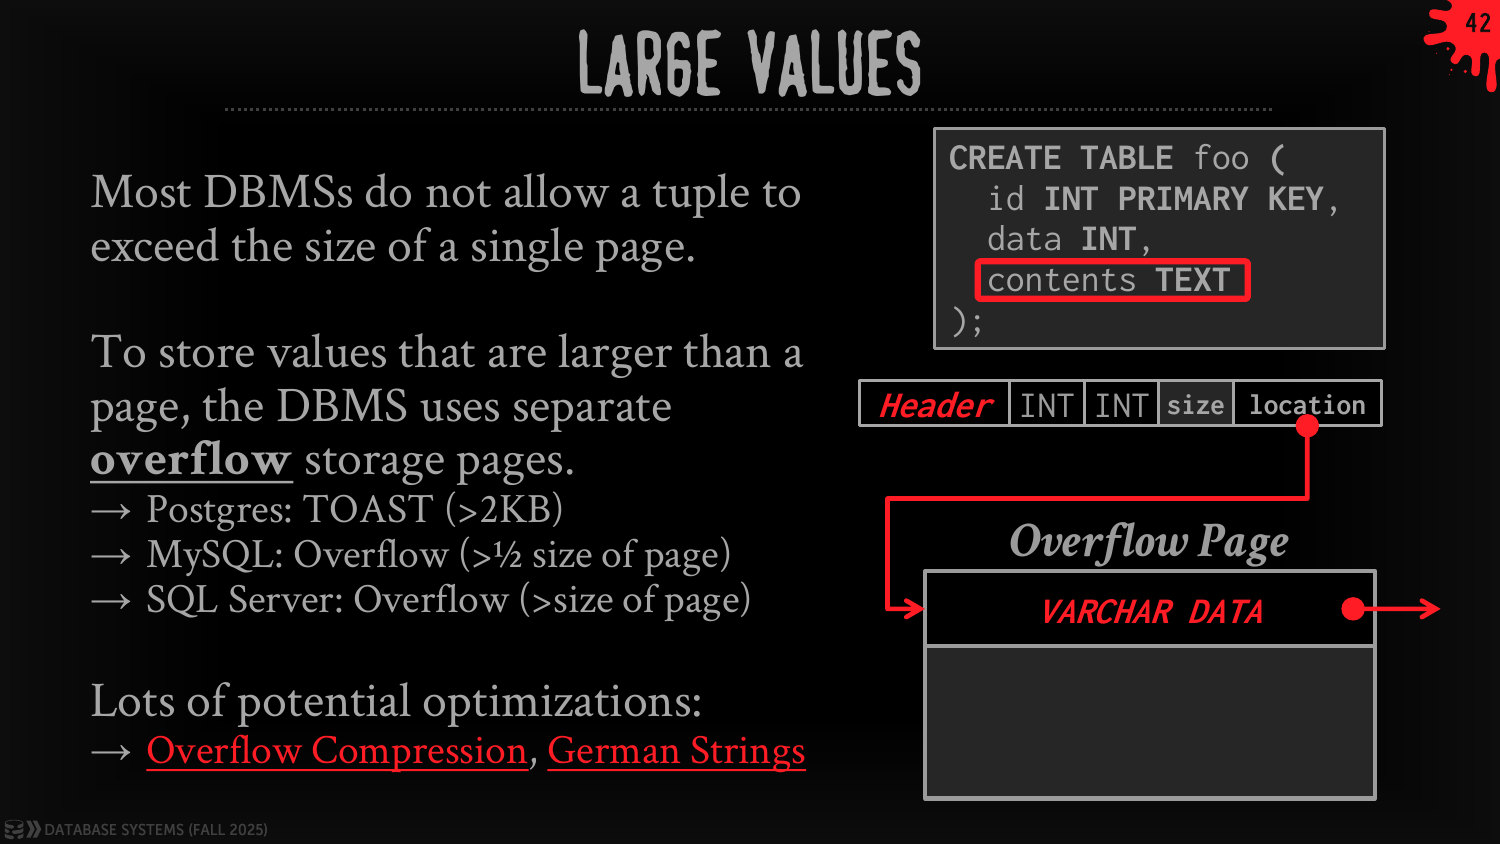 42
LARGE VALUES
Most DBMSs do not allow a tuple to
exceed the size of a single page.
To store values that are larger than a
page, the DBMS uses separate
overflow storage pages.
→ Postgres: TOAST (>2KB)
→ MySQL: Overflow (>½ size of page)
→ SQL Server: Overflow (>size of page)
Lots of potential optimizations:
→ Overflow Compression, German Strings
CREATE TABLE foo (
id INT PRIMARY KEY,
data INT,
contents TEXT
);
Header INT INT size location
Overflow Page
VARCHAR DATA
DATABASE SYSTEMS (FALL 2025)